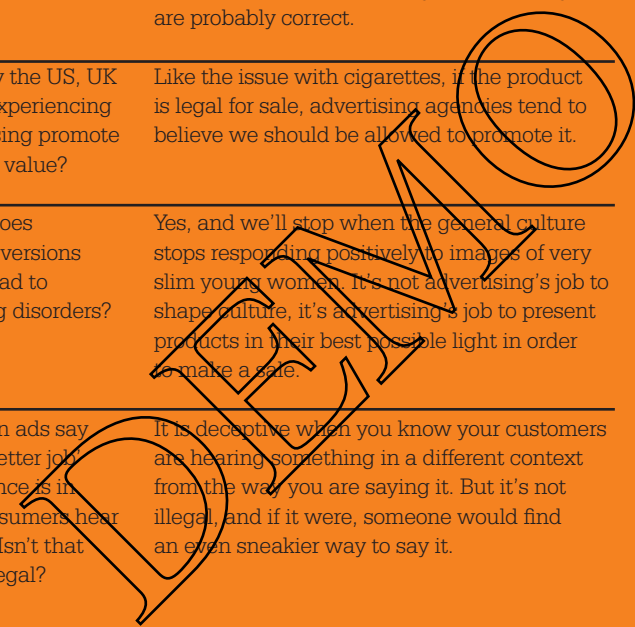 are probably correct.
y the US, UK
xperiencing
sing promote
value?
Like the issue with cigarettes, if the product
is legal for sale, advertising agencies tend to
believe we should be allowed to promote it.
oes
versions
ad to
g disorders?
Yes, and we’ll stop when the general culture
stops responding positively to images of very
slim young women. It’s not advertising’s job to
shape culture, it’s advertising’s job to present
products in their best possible light in order
to make a sale.
n ads say
etter job’
nce is in
sumers hear
Isn’t that
egal?
It is deceptive when you know your customers
are hearing something in a different context
from the way you are saying it. But it’s not
illegal, and if it were, someone would find
an even sneakier way to say it.
DEMO